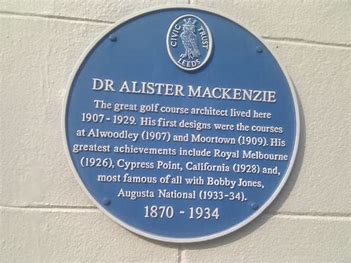 CIVIC TRUST
LEEDS
DR ALISTER MACKENZIE
The great golf course architect lived here
1907 - 1929. His first designs were the courses
at Alwoodley (1907) and Moortown (1909). His
greatest achievements include Royal Melbourne
(1926), Cypress Point, California (1928) and,
most famous of all with Bobby Jones,
Augusta National (1933-34).
1870 - 1934